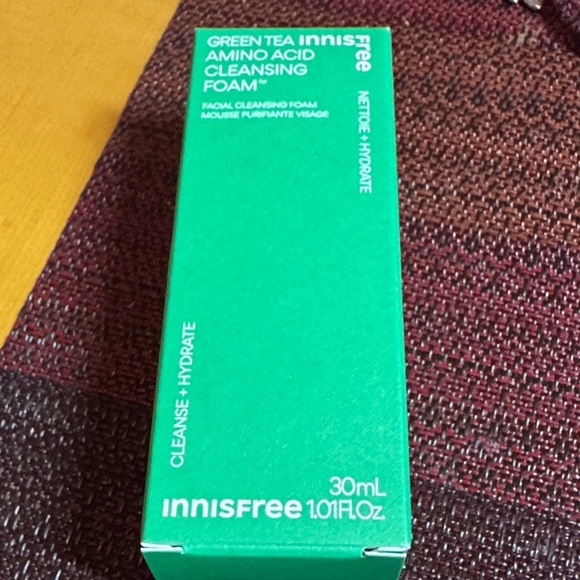 GREEN TEA INNISFree
AMINO ACID
CLEANSING
FOAM™
FACIAL CLEANSING FOAM
MOUSSE PURIFIANTE VISAGE
NETTOIE + HYDRATE
CLEANSE + HYDRATE
30mL
INNISFree 1.01Fl.Oz.